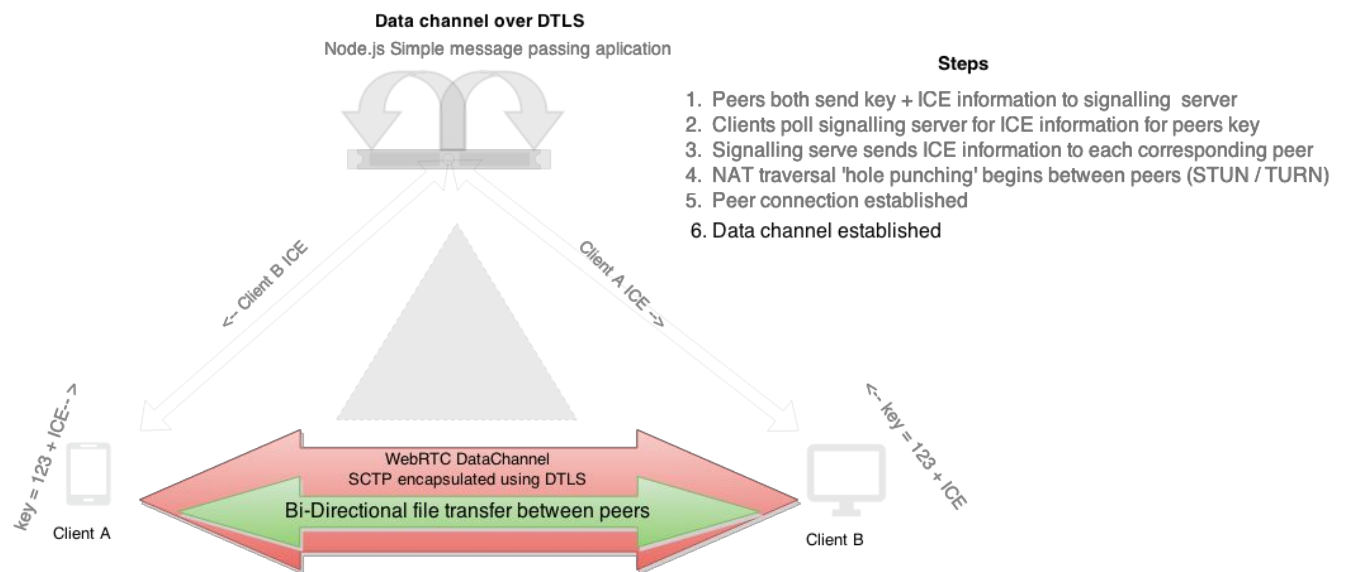 Data channel over DTLS
Node.js Simple message passing aplication
Steps
1. Peers both send key + ICE information to signalling server
2. Clients poll signalling server for ICE information for peers key
3. Signalling serve sends ICE information to each corresponding peer
4. NAT traversal 'hole punching' begins between peers (STUN / TURN)
5. Peer connection established
6. Data channel established
<-- Client B ICE
Client A ICE -->
key = 123 + ICE-- >
<-- key = 123 + ICE
WebRTC DataChannel
SCTP encapsulated using DTLS
Bi-Directional file transfer between peers
Client A
Client B